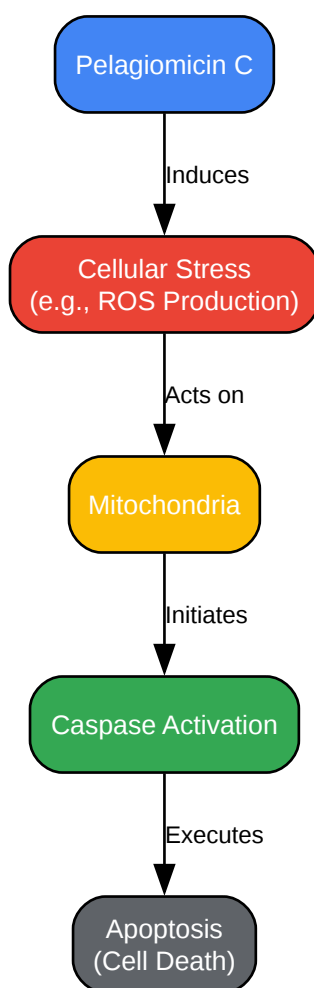 Pelagiomicin C
Induces
Cellular Stress
(e.g., ROS Production)
Acts on
Mitochondria
Initiates
Caspase Activation
Executes
Apoptosis
(Cell Death)